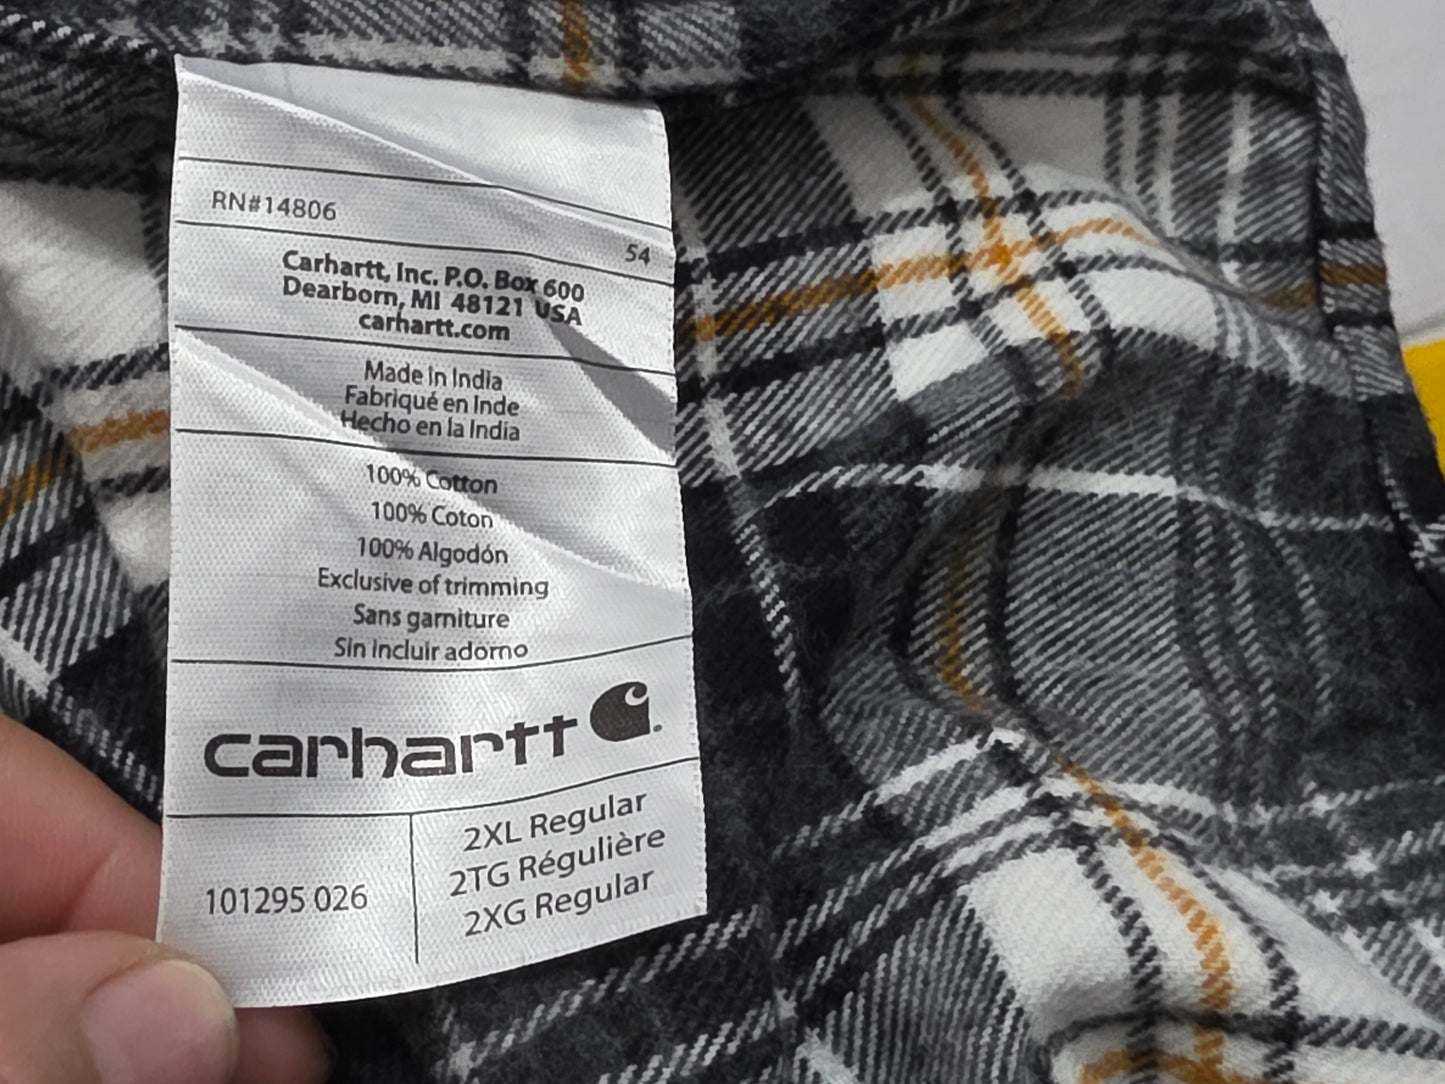 RN#14806
54
Carhartt, Inc. P.O. Box 600
Dearborn, MI 48121 USA
carhartt.com
Made in India
Fabriqué en Inde
Hecho en la India
100% Cotton
100% Coton
100% Algodón
Exclusive of trimming
Sans garniture
Sin incluir adorno
carhartt
101295 026
2XL Regular
2TG Régulière
2XG Regular